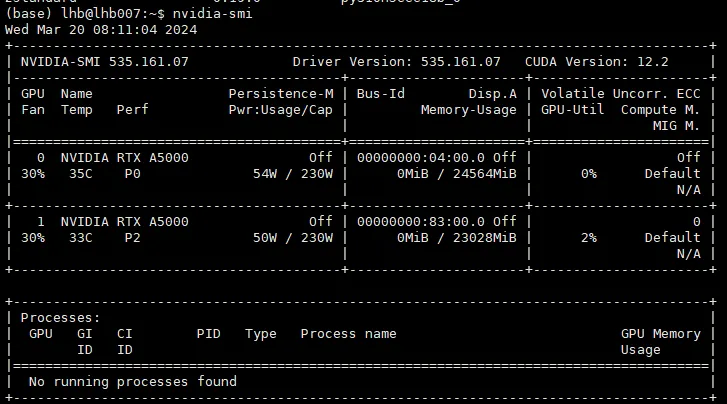 (base) lhb@lhb007:~$ nvidia-smi
Wed Mar 20 08:11:04 2024
+---------------------------------------------------------------------------------------+
| NVIDIA-SMI 535.161.07             Driver Version: 535.161.07   CUDA Version: 12.2     |
|-----------------------------------------+----------------------+----------------------+
| GPU  Name                 Persistence-M | Bus-Id        Disp.A | Volatile Uncorr. ECC |
| Fan  Temp   Perf          Pwr:Usage/Cap |         Memory-Usage | GPU-Util  Compute M. |
|                                         |                      |               MIG M. |
|=========================================+======================+======================|
|   0  NVIDIA RTX A5000               Off | 00000000:04:00.0 Off |                  Off |
| 30%   35C    P0              54W / 230W |      0MiB / 24564MiB |      0%      Default |
|                                         |                      |                  N/A |
+-----------------------------------------+----------------------+----------------------+
|   1  NVIDIA RTX A5000               Off | 00000000:83:00.0 Off |                    0 |
| 30%   33C    P2              50W / 230W |      0MiB / 23028MiB |      2%      Default |
|                                         |                      |                  N/A |
+-----------------------------------------+----------------------+----------------------+

+---------------------------------------------------------------------------------------+
| Processes:                                                                            |
|  GPU   GI   CI        PID   Type   Process name                            GPU Memory |
|        ID   ID                                                             Usage      |
|=======================================================================================|
|  No running processes found                                                           |
+---------------------------------------------------------------------------------------+